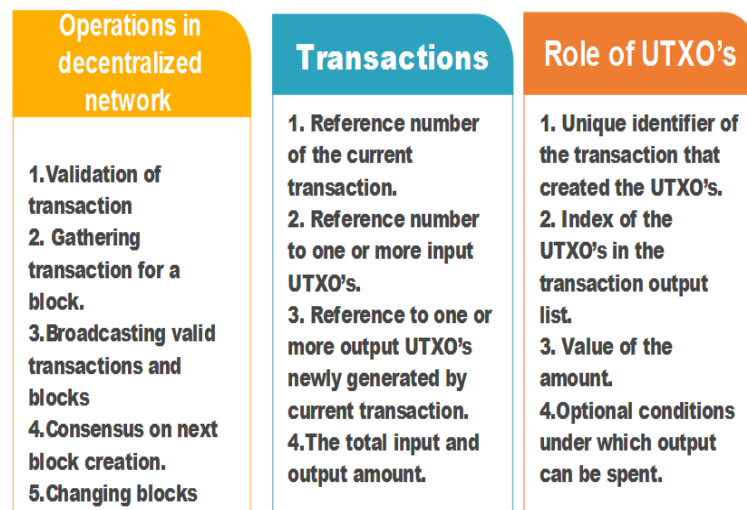 Operations in
decentralized
network
1.Validation of
transaction
2. Gathering
transaction for a
block.
3.Broadcasting valid
transactions and
blocks
4.Consensus on next
block creation.
5.Changing blocks
Transactions
1. Reference number
of the current
transaction.
2. Reference number
to one or more input
UTXO's.
3. Reference to one or
more output UTXO's
newly generated by
current transaction.
4.The total input and
output amount.
Role of UTXO's
1. Unique identifier of
the transaction that
created the UTXO's.
2. Index of the
UTXO's in the
transaction output
list.
3. Value of the
amount.
4.Optional conditions
under which output
can be spent.